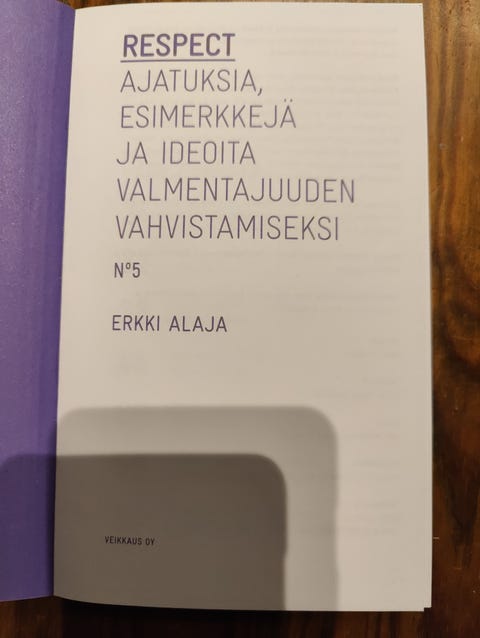 RESPECT
AJATUKSIA,
ESIMERKKEJÄ
JA IDEOITA
VALMENTAJUUDEN
VAHVISTAMISEKSI
Nº5
ERKKI ALAJA
VEIKKAUS OY